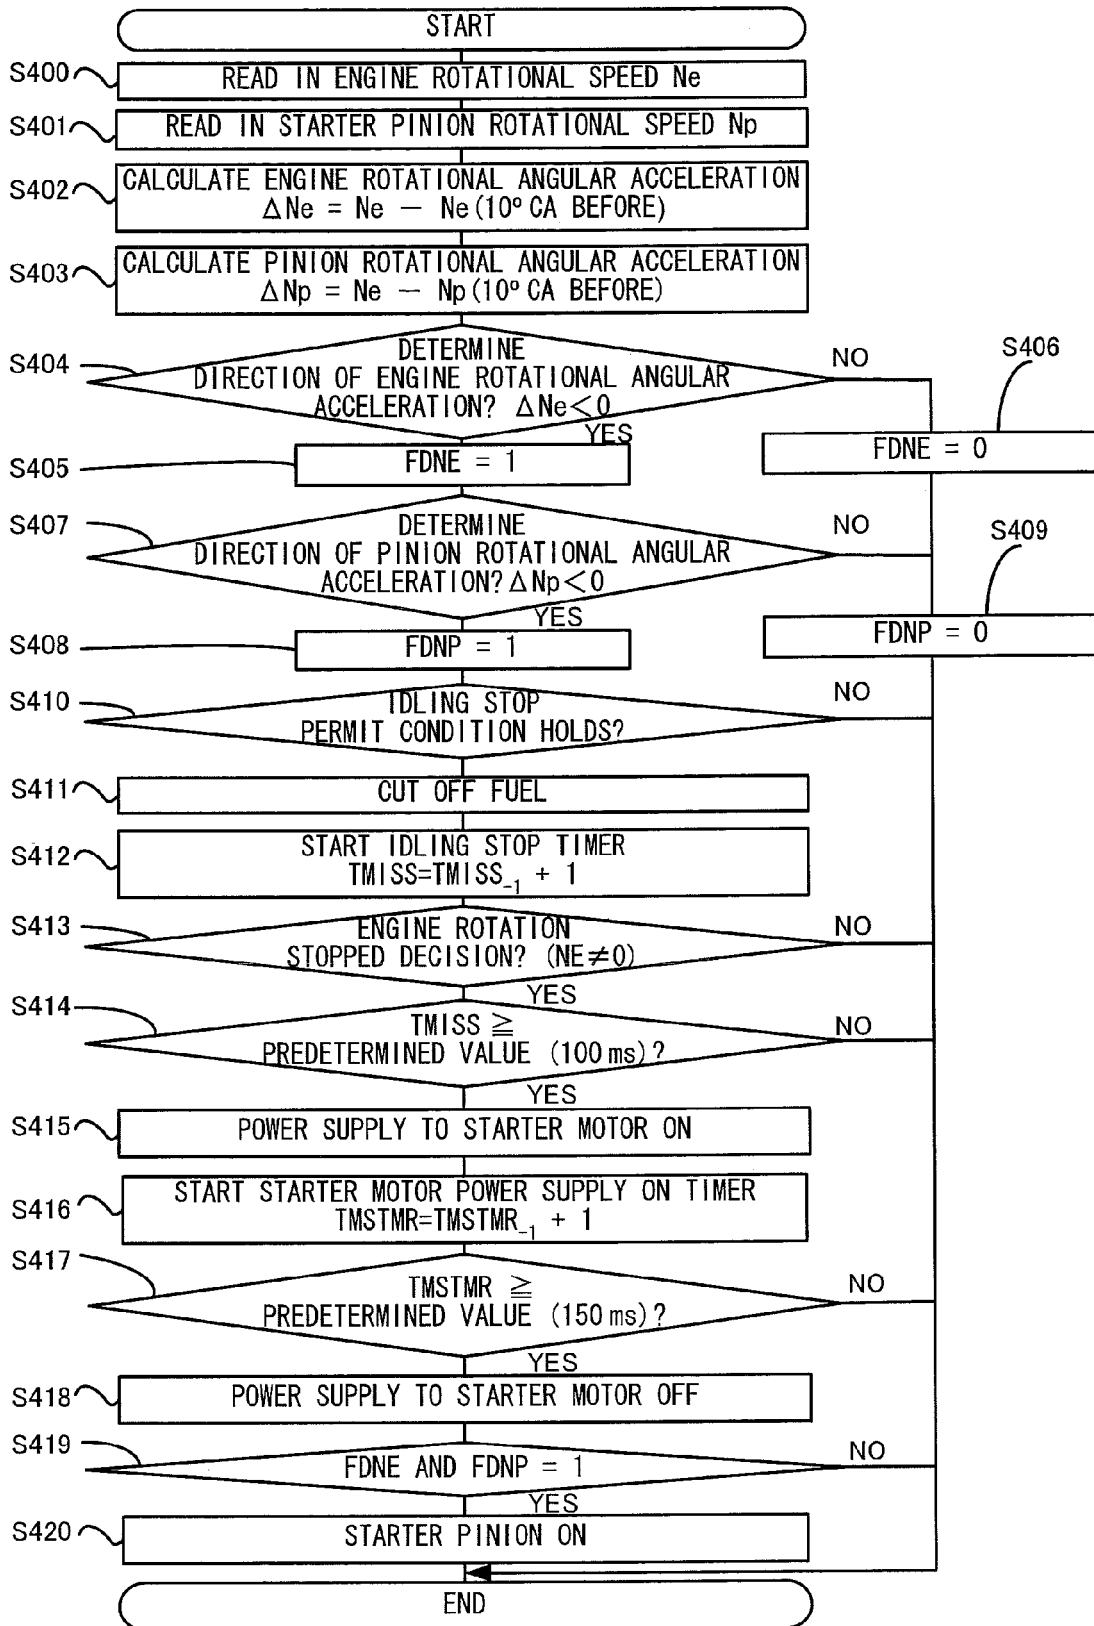 START
S400
READ IN ENGINE ROTATIONAL SPEED Ne
S401
READ IN STARTER PINION ROTATIONAL SPEED Np
S402
CALCULATE ENGINE ROTATIONAL ANGULAR ACCELERATION
ΔNe = Ne − Ne(10° CA BEFORE)
S403
CALCULATE PINION ROTATIONAL ANGULAR ACCELERATION
ΔNp = Ne − Np(10° CA BEFORE)
S404
DETERMINE
DIRECTION OF ENGINE ROTATIONAL ANGULAR
ACCELERATION? ΔNe<0
NO
S406
YES
S405
FDNE = 1
FDNE = 0
S407
DETERMINE
DIRECTION OF PINION ROTATIONAL ANGULAR
ACCELERATION? ΔNp<0
NO
S409
YES
S408
FDNP = 1
FDNP = 0
S410
IDLING STOP
PERMIT CONDITION HOLDS?
NO
S411
CUT OFF FUEL
S412
START IDLING STOP TIMER
TMISS=TMISS-1 + 1
S413
ENGINE ROTATION
STOPPED DECISION? (NE≠0)
NO
YES
S414
TMISS ≧
PREDETERMINED VALUE (100 ms)?
NO
YES
S415
POWER SUPPLY TO STARTER MOTOR ON
S416
START STARTER MOTOR POWER SUPPLY ON TIMER
TMSTMR=TMSTMR-1 + 1
S417
TMSTMR ≧
PREDETERMINED VALUE (150 ms)?
NO
YES
S418
POWER SUPPLY TO STARTER MOTOR OFF
S419
FDNE AND FDNP = 1
NO
YES
S420
STARTER PINION ON
END